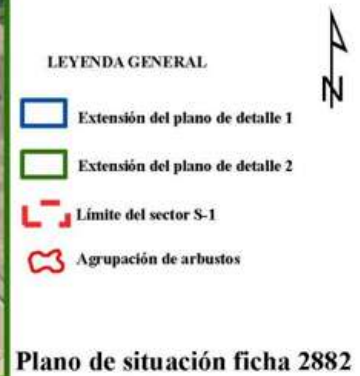 LEYENDA GENERAL
N
Extensión del plano de detalle 1
Extensión del plano de detalle 2
Límite del sector S-1
Agrupación de arbustos
Plano de situación ficha 2882